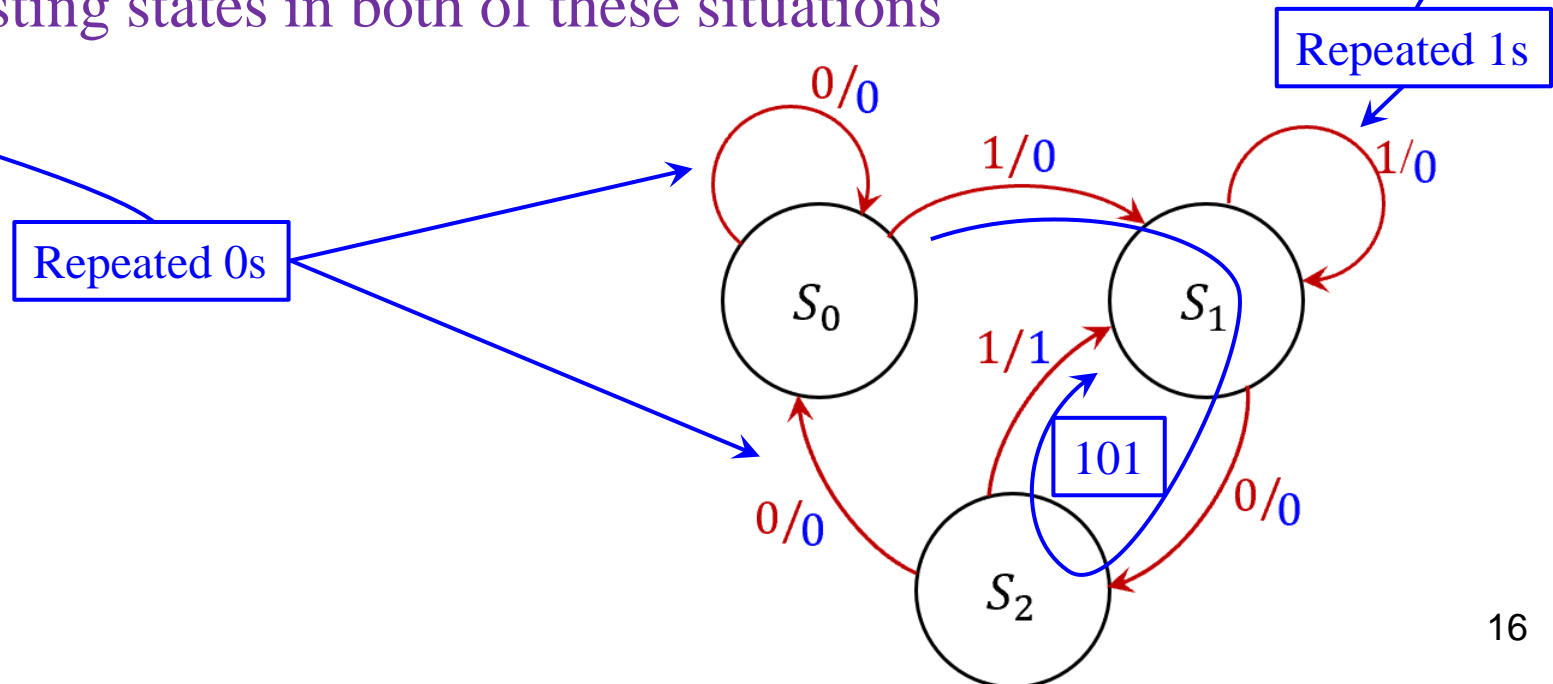 sting states in both of these situations
Repeated 1s
0/0
1/0
1/0
Repeated 0s
S₀
S₁
1/1
101
0/0
0/0
S₂
16